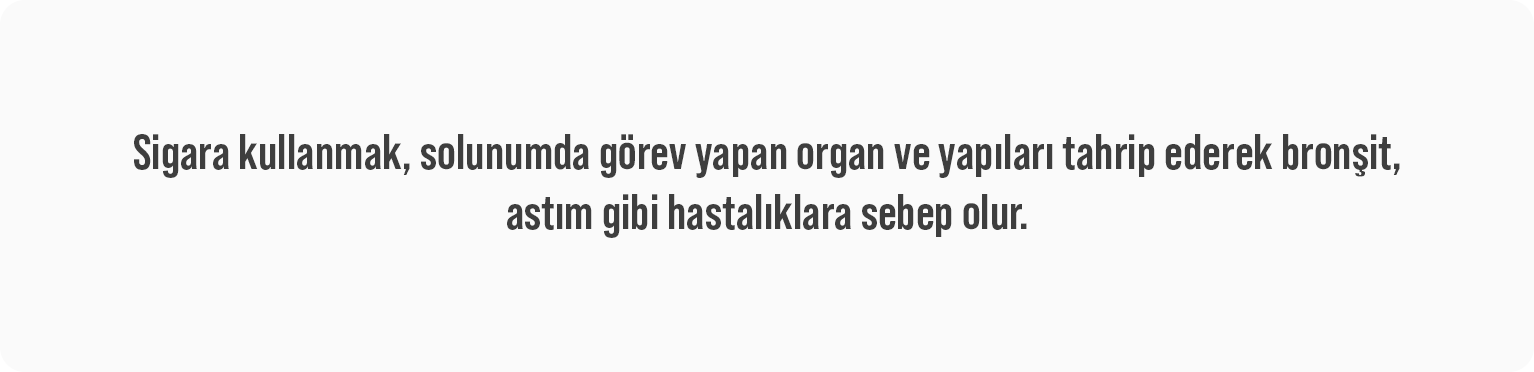 Sigara kullanmak, solunumda görev yapan organ ve yapıları tahrip ederek bronşit,
astım gibi hastalıklara sebep olur.